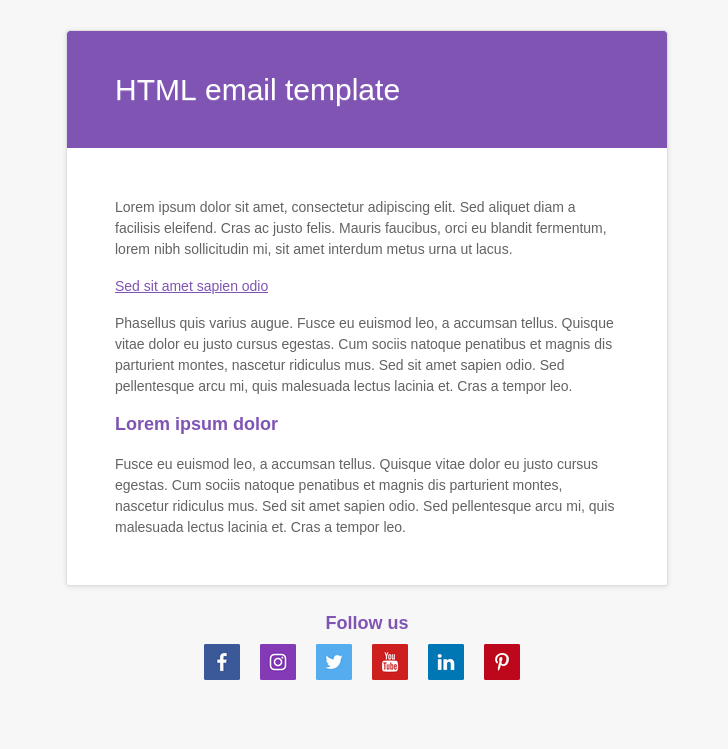 HTML email template
Lorem ipsum dolor sit amet, consectetur adipiscing elit. Sed aliquet diam a
facilisis eleifend. Cras ac justo felis. Mauris faucibus, orci eu blandit fermentum,
lorem nibh sollicitudin mi, sit amet interdum metus urna ut lacus.
Sed sit amet sapien odio
Phasellus quis varius augue. Fusce eu euismod leo, a accumsan tellus. Quisque
vitae dolor eu justo cursus egestas. Cum sociis natoque penatibus et magnis dis
parturient montes, nascetur ridiculus mus. Sed sit amet sapien odio. Sed
pellentesque arcu mi, quis malesuada lectus lacinia et. Cras a tempor leo.
Lorem ipsum dolor
Fusce eu euismod leo, a accumsan tellus. Quisque vitae dolor eu justo cursus
egestas. Cum sociis natoque penatibus et magnis dis parturient montes,
nascetur ridiculus mus. Sed sit amet sapien odio. Sed pellentesque arcu mi, quis
malesuada lectus lacinia et. Cras a tempor leo.
Follow us
You
Tube
in